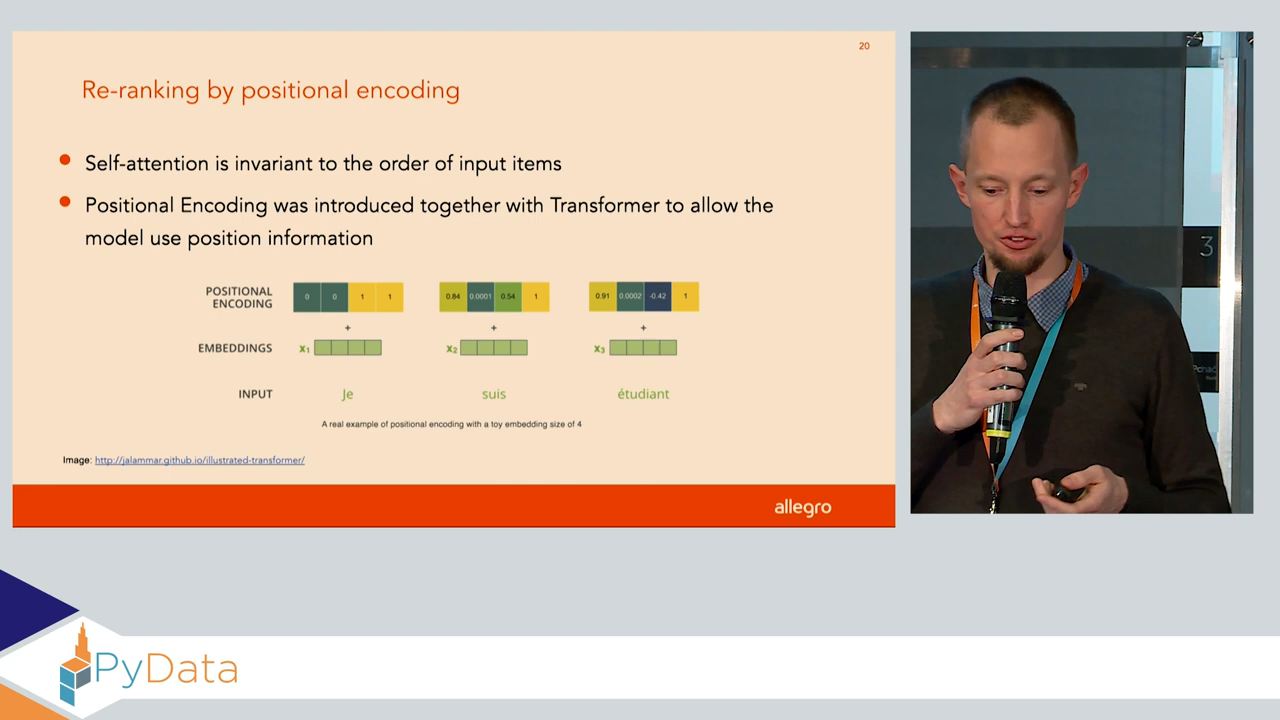 20
Re-ranking by positional encoding
Self-attention is invariant to the order of input items
Positional Encoding was introduced together with Transformer to allow the
model use position information
POSITIONAL
ENCODING
0 0 1 1
0.84 0.0001 0.54 1
0.91 0.0002 -0.42 1
+ + +
EMBEDDINGS x₁ x₂ x₃
INPUT Je suis étudiant
A real example of positional encoding with a toy embedding size of 4
Image: http://jalammar.github.io/illustrated-transformer/
allegro
3
PyData